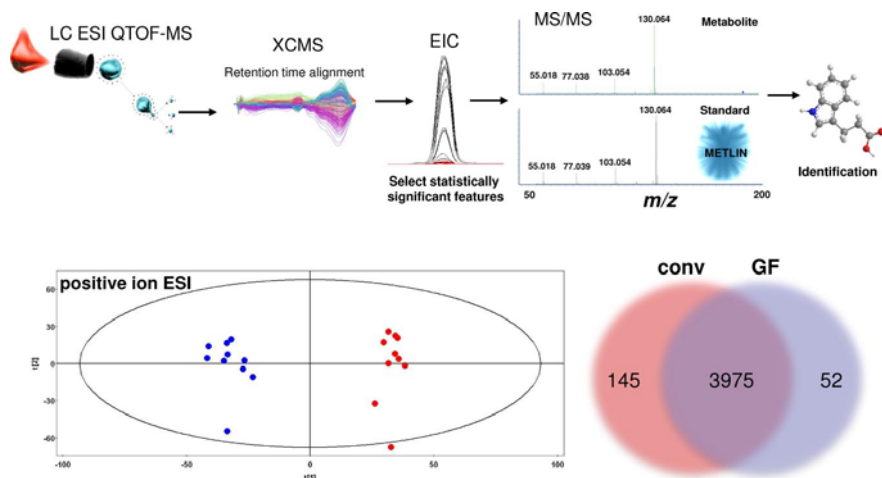 LC ESI QTOF-MS
XCMS
Retention time alignment
EIC
Select statistically
significant features
MS/MS
130.064
Metabolite
55.018
77.038
103.054
130.064
Standard
METLIN
55.018
77.039
103.054
50
m/z
200
Identification
positive ion ESI
60
30
0
-30
-60
t[2]
-100
-50
0
50
100
conv
GF
145
3975
52